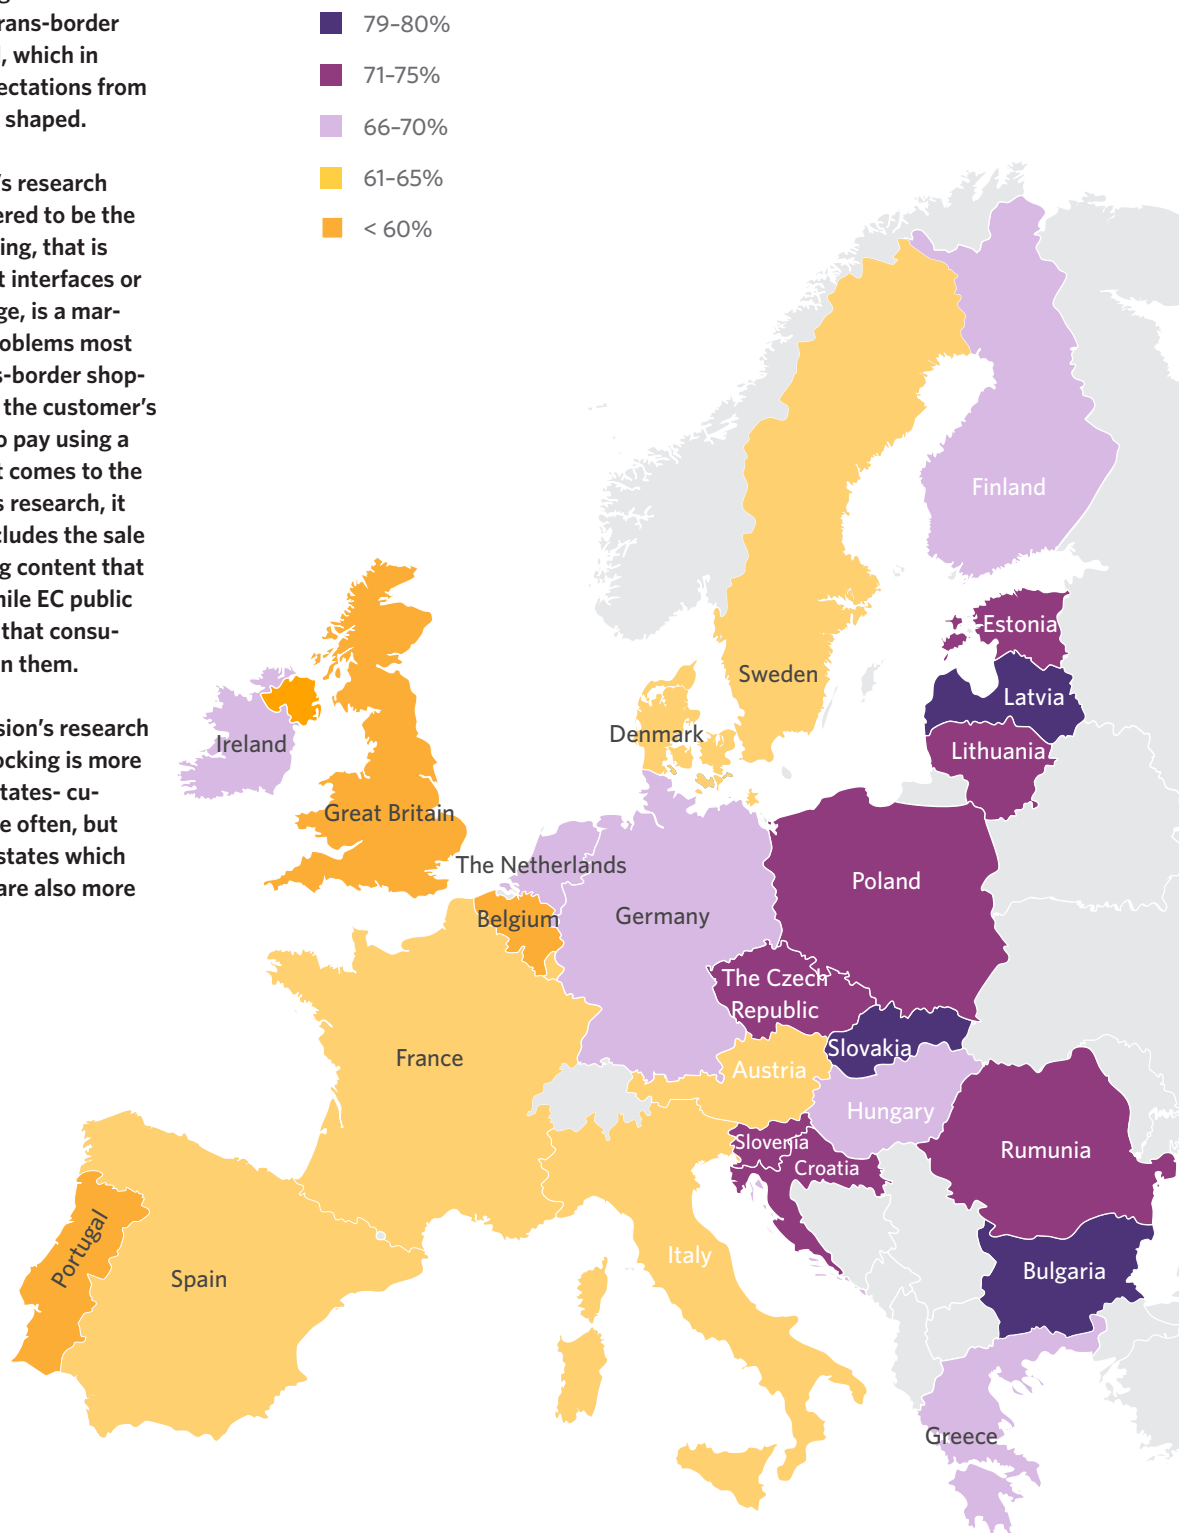 rans-border
, which in
ectations from
shaped.
's research
ered to be the
ing, that is
t interfaces or
ge, is a mar-
oblems most
s-border shop-
the customer's
o pay using a
t comes to the
s research, it
cludes the sale
g content that
hile EC public
that consu-
n them.
sion's research
ocking is more
tates- cu-
e often, but
states which
are also more
79–80%
71–75%
66–70%
61–65%
< 60%
Finland
Estonia
Sweden
Latvia
Denmark
Ireland
Lithuania
Great Britain
The Netherlands
Poland
Germany
Belgium
The Czech
Republic
Slovakia
France
Austria
Hungary
Slovenia
Rumunia
Croatia
Portugal
Italy
Spain
Bulgaria
Greece